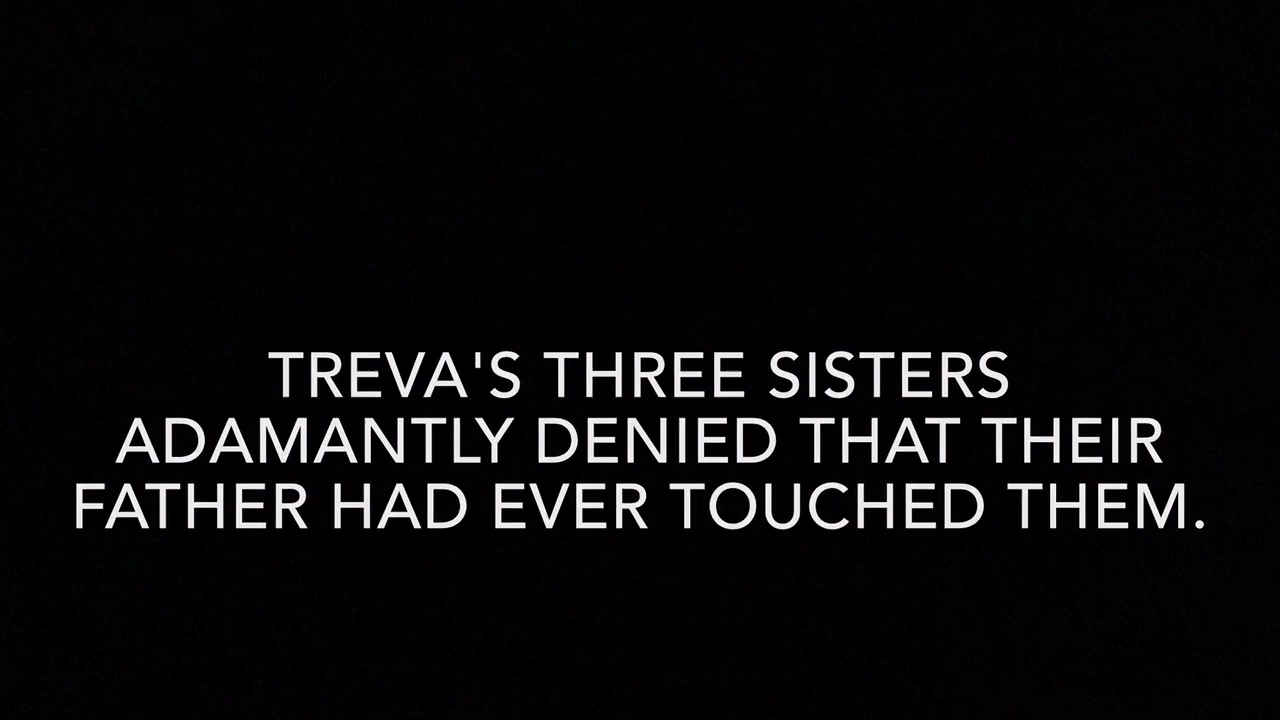 TREVA'S THREE SISTERS
ADAMANTLY DENIED THAT THEIR
FATHER HAD EVER TOUCHED THEM.